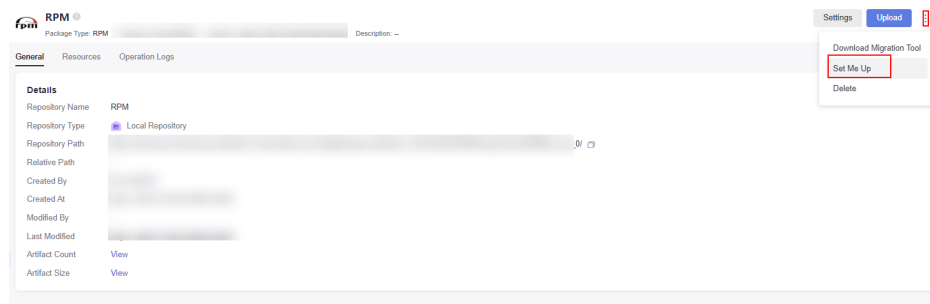 rpm RPM
Settings Upload
Package Type: RPM Description: --
Download Migration Tool
General Resources Operation Logs
Set Me Up
Delete
Details
Repository Name RPM
Repository Type Local Repository
Repository Path 0/
Relative Path
Created By
Created At
Modified By
Last Modified
Artifact Count View
Artifact Size View